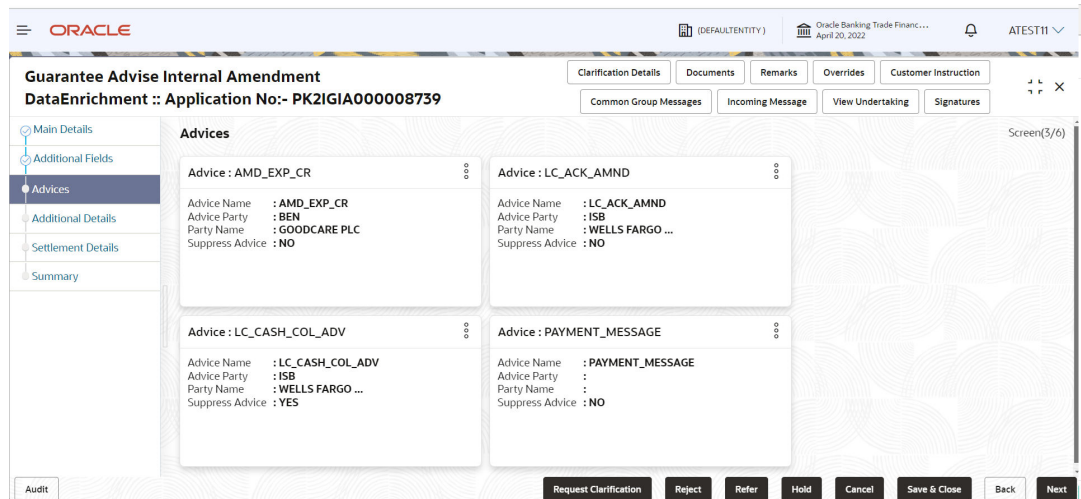 ORACLE
(DEFAULTENTITY)
Oracle Banking Trade Financ...
April 20, 2022
ATEST11
Guarantee Advise Internal Amendment
DataEnrichment :: Application No:- PK2IGIA000008739
Clarification Details
Documents
Remarks
Overrides
Customer Instruction
Common Group Messages
Incoming Message
View Undertaking
Signatures
Main Details
Additional Fields
Advices
Additional Details
Settlement Details
Summary
Advices
Screen(3/6)
Advice : AMD_EXP_CR
Advice Name : AMD_EXP_CR
Advice Party : BEN
Party Name : GOODCARE PLC
Suppress Advice : NO
Advice : LC_ACK_AMND
Advice Name : LC_ACK_AMND
Advice Party : ISB
Party Name : WELLS FARGO ...
Suppress Advice : NO
Advice : LC_CASH_COL_ADV
Advice Name : LC_CASH_COL_ADV
Advice Party : ISB
Party Name : WELLS FARGO ...
Suppress Advice : YES
Advice : PAYMENT_MESSAGE
Advice Name : PAYMENT_MESSAGE
Advice Party :
Party Name :
Suppress Advice : NO
Audit
Request Clarification
Reject
Refer
Hold
Cancel
Save & Close
Back
Next